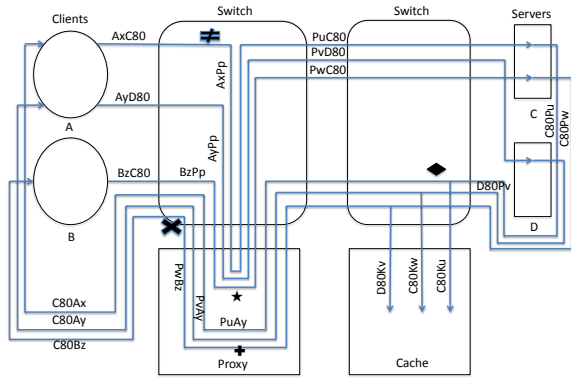 Clients
Switch
Switch
Servers
AxC80
PuC80
PvD80
PwC80
AxPp
AyD80
A
C
C80Pu
C80Pw
AyPp
BzC80
BzPp
D80Pv
B
D
PwBz
PvAy
D80Kv
C80Kw
C80Ku
C80Ax
C80Ay
PuAy
C80Bz
Proxy
Cache